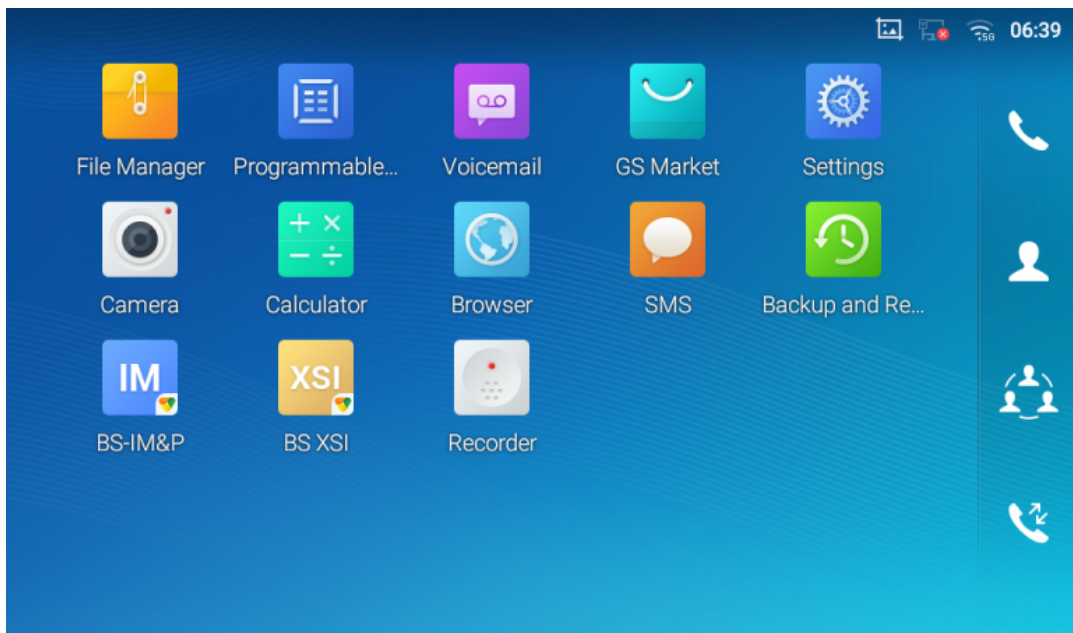 5G 06:39
File Manager Programmable... Voicemail GS Market Settings
Camera Calculator Browser SMS Backup and Re...
IM XSI
BS-IM&P BS XSI Recorder